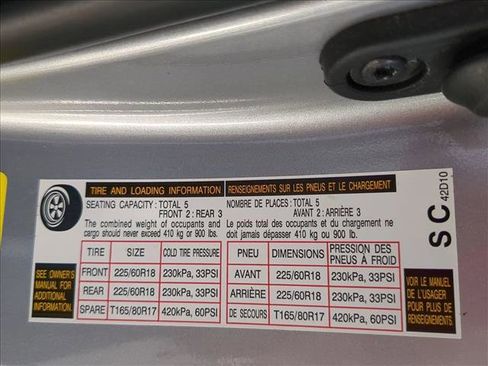 TIRE AND LOADING INFORMATION
SEATING CAPACITY: TOTAL 5
FRONT 2: REAR 3
The combined weight of occupants and
cargo should never exceed 410 kg or 900 lbs.
RENSEIGNEMENTS SUR LES PNEUS ET LE CHARGEMENT
NOMBRE DE PLACES: TOTAL 5
AVANT 2: ARRIÈRE 3
Le poids total des occupants et du chargement ne
doit jamais dépasser 410 kg ou 900 lb.
SEE OWNER'S
MANUAL FOR
ADDITIONAL
INFORMATION.
TIRE SIZE COLD TIRE PRESSURE
FRONT 225/60R18 230kPa, 33PSI
REAR 225/60R18 230kPa, 33PSI
SPARE T165/80R17 420kPa, 60PSI
PNEU DIMENSIONS PRESSION DES
PNEUS À FROID
AVANT 225/60R18 230kPa, 33PSI
ARRIÈRE 225/60R18 230kPa, 33PSI
DE SECOURS T165/80R17 420kPa, 60PSI
VOIR LE MANUEL
DE L'USAGER
POUR PLUS DE
RENSEIGNEMENTS
SC
42D10